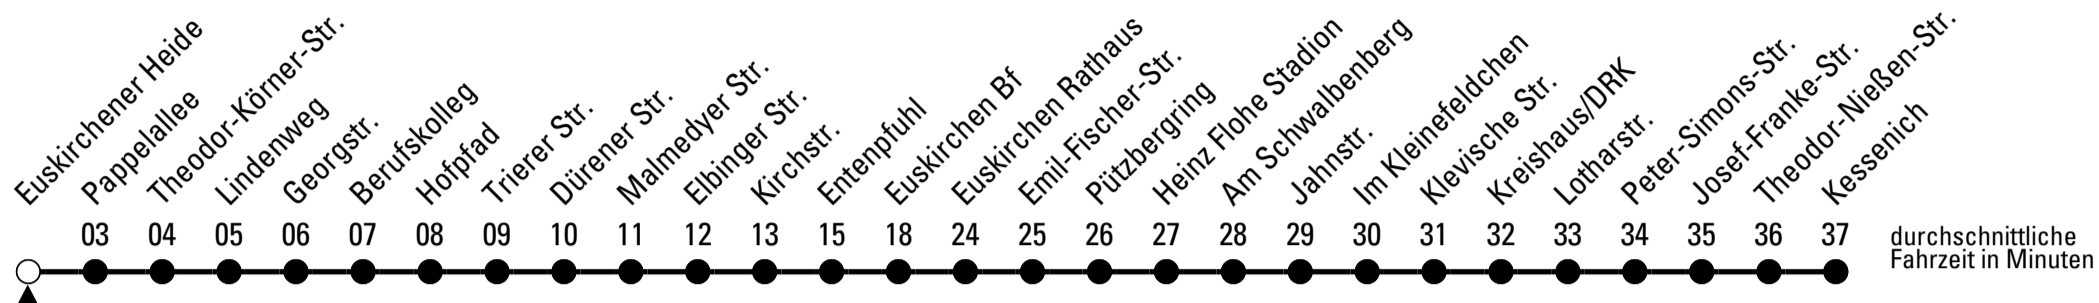 Euskirchener Heide
Pappelallee
Theodor-Körner-Str.
Lindenweg
Georgstr.
Berufskolleg
Hofpfad
Trierer Str.
Dürener Str.
Malmedyer Str.
Elbinger Str.
Kirchstr.
Entenpfuhl
Euskirchen Bf
Euskirchen Rathaus
Emil-Fischer-Str.
Pützbergring
Heinz Flohe Stadion
Am Schwalbenberg
Jahnstr.
Im Kleinefeldchen
Klevische Str.
Kreishaus/DRK
Lotharstr.
Peter-Simons-Str.
Josef-Franke-Str.
Theodor-Nießen-Str.
Kessenich
03 04 05 06 07 08 09 10 11 12 13 15 18 24 25 26 27 28 29 30 31 32 33 34 35 36 37
durchschnittliche
Fahrzeit in Minuten